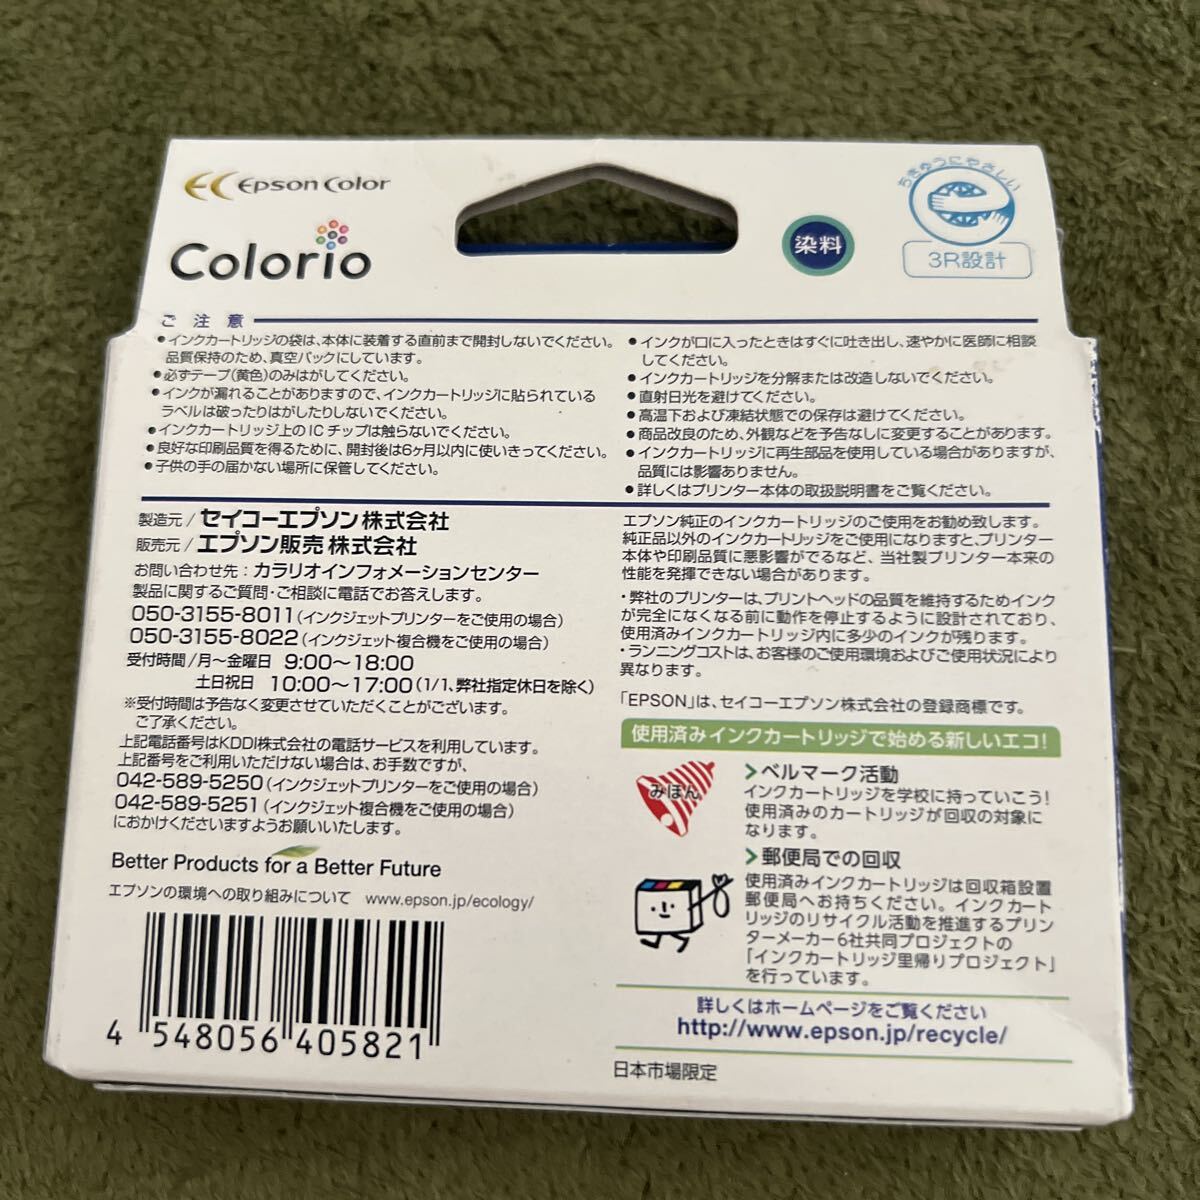 EPSON COLOR
Colorio
染料
ちきゅうにやさしい
3R設計
ご注意
●インクカートリッジの袋は、本体に装着する直前まで開封しないでください。
品質保持のため、真空パックにしています。
●必ずテープ(黄色)のみはがしてください。
●インクが漏れることがありますので、インクカートリッジに貼られている
ラベルは破ったりはがしたりしないでください。
●インクカートリッジ上のICチップは触らないでください。
●良好な印刷品質を得るために、開封後は6ヶ月以内に使いきってください。
●子供の手の届かない場所に保管してください。
●インクが口に入ったときはすぐに吐き出し、速やかに医師に相談
してください。
●インクカートリッジを分解または改造しないでください。
●直射日光を避けてください。
●高温下および凍結状態での保存は避けてください。
●商品改良のため、外観などを予告なしに変更することがあります。
●インクカートリッジに再生部品を使用している場合がありますが、
品質には影響ありません。
●詳しくはプリンター本体の取扱説明書をご覧ください。
製造元/セイコーエプソン株式会社
販売元/エプソン販売株式会社
お問い合わせ先:カラリオインフォメーションセンター
製品に関するご質問・ご相談に電話でお答えします。
050-3155-8011(インクジェットプリンターをご使用の場合)
050-3155-8022(インクジェット複合機をご使用の場合)
受付時間/月~金曜日 9:00~18:00
土日祝日 10:00~17:00(1/1、弊社指定休日を除く)
※受付時間は予告なく変更させていただくことがございます。
ご了承ください。
上記電話番号はKDDI株式会社の電話サービスを利用しています。
上記番号をご利用いただけない場合は、お手数ですが、
042-589-5250(インクジェットプリンターをご使用の場合)
042-589-5251(インクジェット複合機をご使用の場合)
におかけくださいますようお願いいたします。
Better Products for a Better Future
エプソンの環境への取り組みについて www.epson.jp/ecology/
4 548056 405821
エプソン純正のインクカートリッジのご使用をお勧め致します。
純正品以外のインクカートリッジをご使用になりますと、プリンター
本体や印刷品質に悪影響がでるなど、当社製プリンター本来の
性能を発揮できない場合があります。
・弊社のプリンターは、プリントヘッドの品質を維持するためインク
が完全になくなる前に動作を停止するように設計されており、
使用済みインクカートリッジ内に多少のインクが残ります。
・ランニングコストは、お客様のご使用環境およびご使用状況により
異なります。
「EPSON」は、セイコーエプソン株式会社の登録商標です。
使用済みインクカートリッジで始める新しいエコ!
みほん
>ベルマーク活動
インクカートリッジを学校に持っていこう!
使用済みのカートリッジが回収の対象に
なります。
>郵便局での回収
使用済みインクカートリッジは回収箱設置
郵便局へお持ちください。インクカート
リッジのリサイクル活動を推進するプリン
ターメーカー6社共同プロジェクトの
「インクカートリッジ里帰りプロジェクト」
を行っています。
詳しくはホームページをご覧ください
http://www.epson.jp/recycle/
日本市場限定